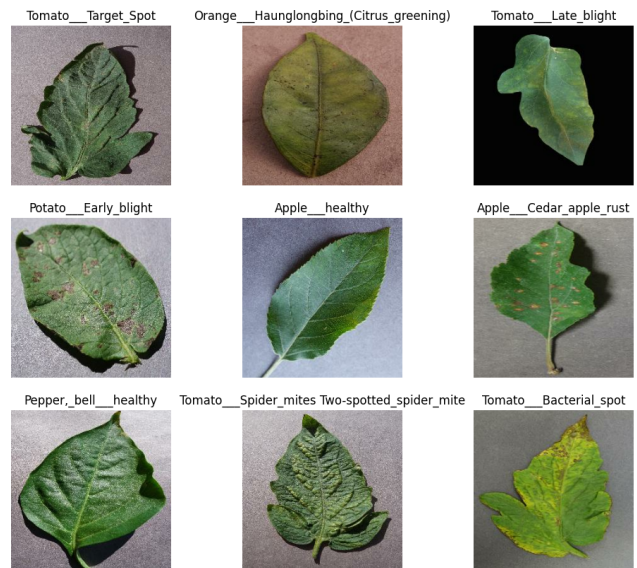 Tomato___Target_Spot
Orange___Haunglongbing_(Citrus_greening)
Tomato___Late_blight
Potato___Early_blight
Apple___healthy
Apple___Cedar_apple_rust
Pepper,_bell___healthy
Tomato___Spider_mites Two-spotted_spider_mite
Tomato___Bacterial_spot